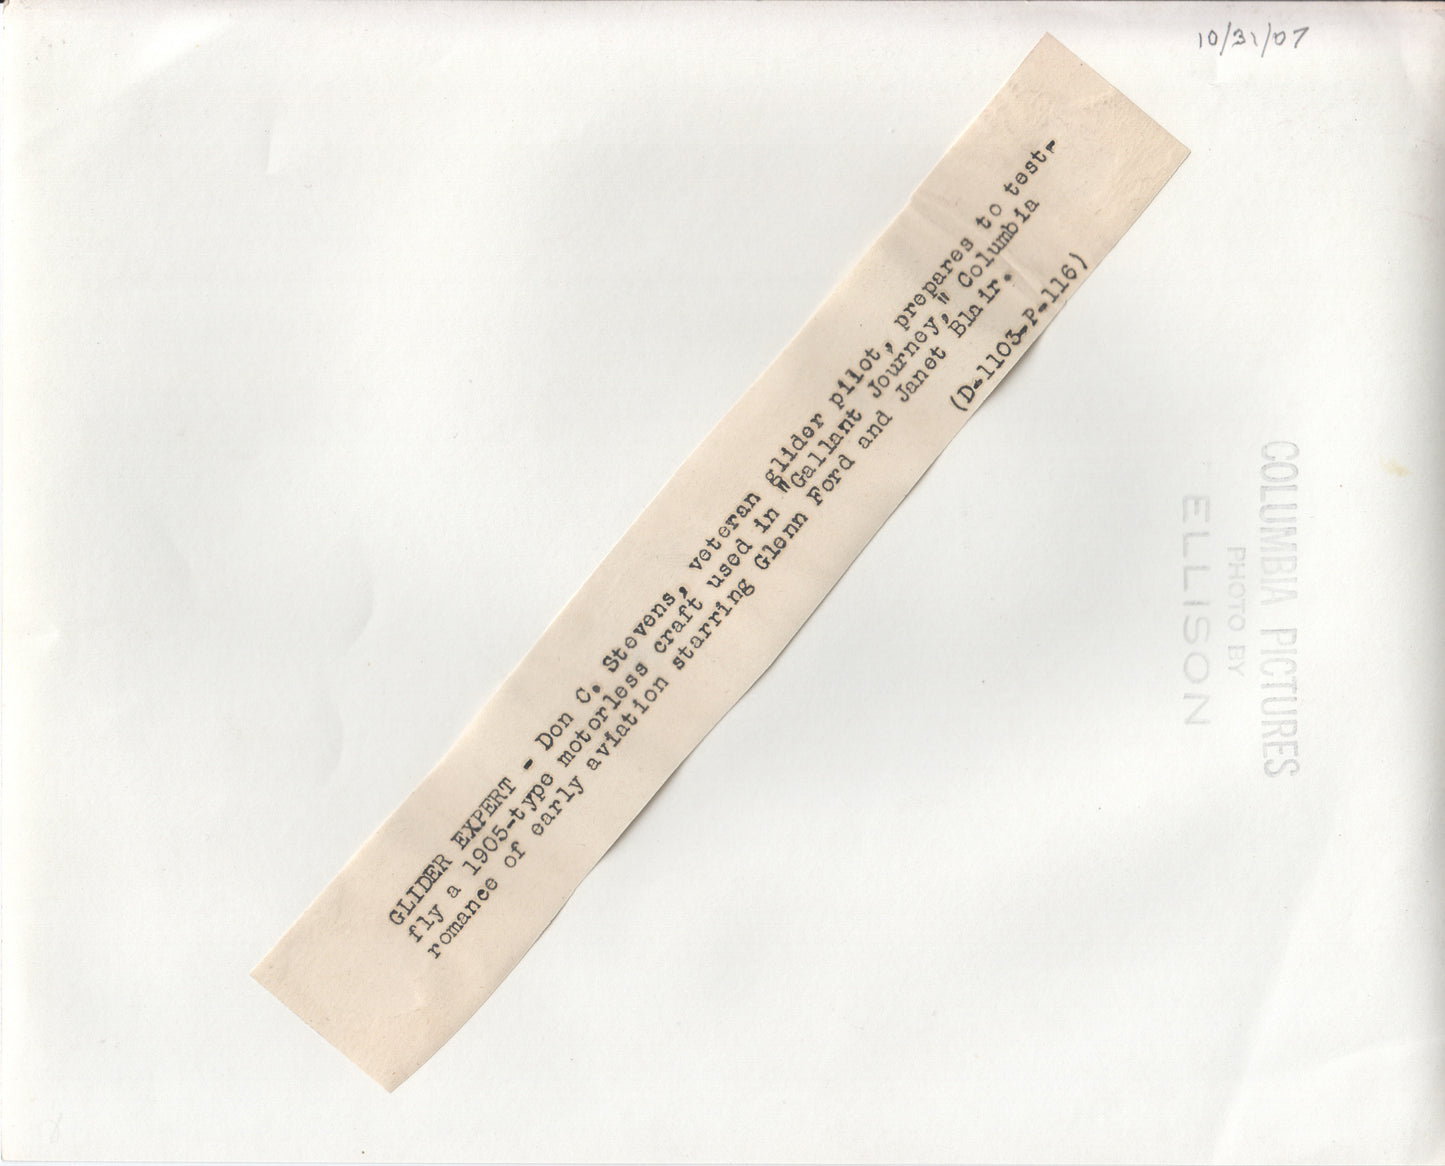 10/31/07
GLIDER EXPERT - Don C. Stevens, veteran glider pilot, prepares to test-
fly a 1905-type motorless craft used in "Gallant Journey," Columbia
romance of early aviation starring Glenn Ford and Janet Blair.
(D-1103-P-116)
COLUMBIA PICTURES
PHOTO BY
ELLISON